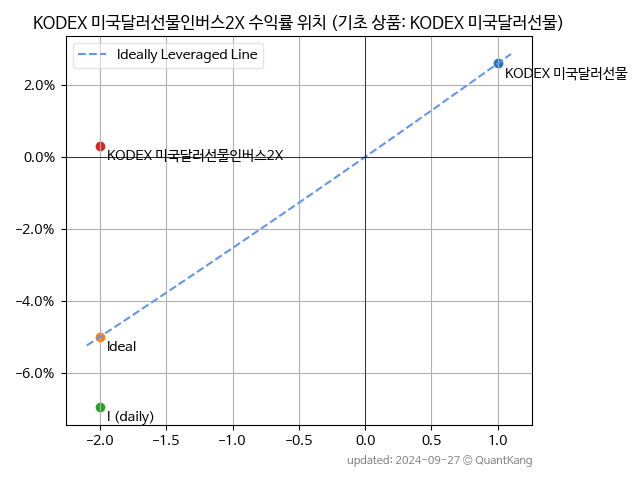 KODEX 미국달러선물인버스2X 수익률 위치 (기초 상품: KODEX 미국달러선물)
Ideally Leveraged Line
KODEX 미국달러선물
2.0%
KODEX 미국달러선물인버스2X
0.0%
−2.0%
−4.0%
Ideal
−6.0%
I (daily)
−2.0 −1.5 −1.0 −0.5 0.0 0.5 1.0
updated: 2024-09-27 © QuantKang